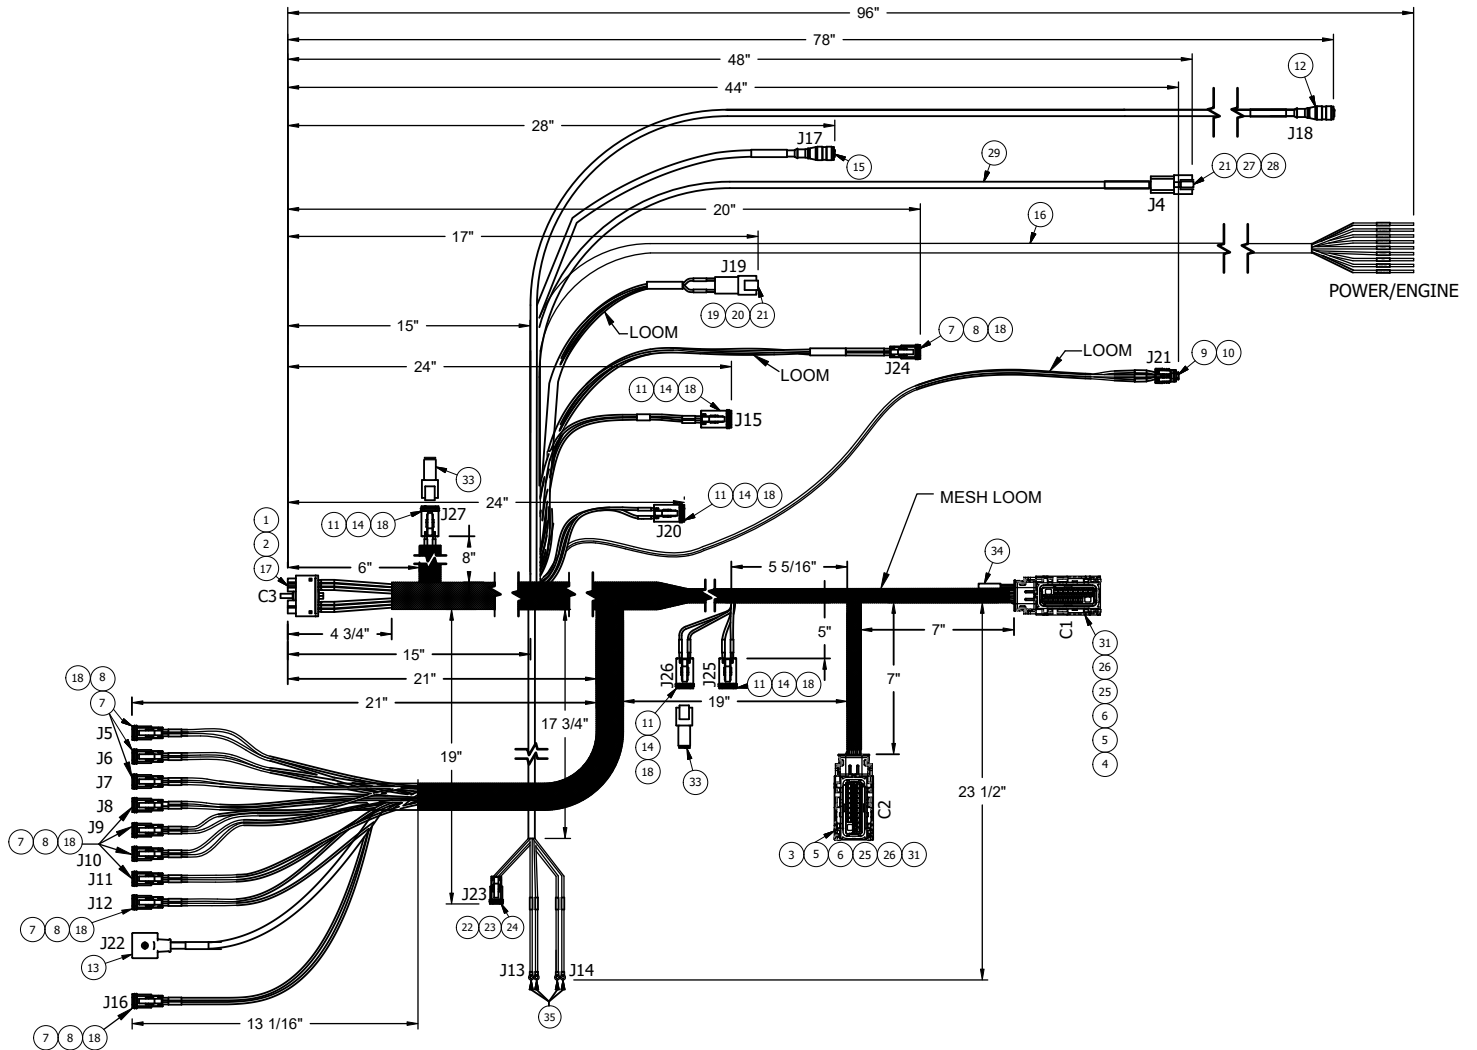 96"
78"
48"
44"
12
28"
J18
J17
15
29
21 27 28
J4
20"
16
17"
J19
POWER/ENGINE
19 20 21
15"
LOOM
7 8 18
LOOM
J24
LOOM
J21
9 10
24"
11 14 18
J15
33
24"
11 14 18
J20
MESH LOOM
1
2
17
11 14 18
J27
8"
6"
C3
5 5/16"
34
4 3/4"
5"
7"
C1
15"
31
26
25
6
5
4
21"
J26
J25
11 14 18
7"
18 8
7
21"
19"
11
14
18
33
17 3/4"
19"
J5
J6
J7
J8
J9
J10
J11
J12
7 8 18
C2
23 1/2"
3 5 6 25 26 31
7 8 18
J22
13
J23
22 23 24
J13
J14
35
J16
7 8 18
13 1/16"